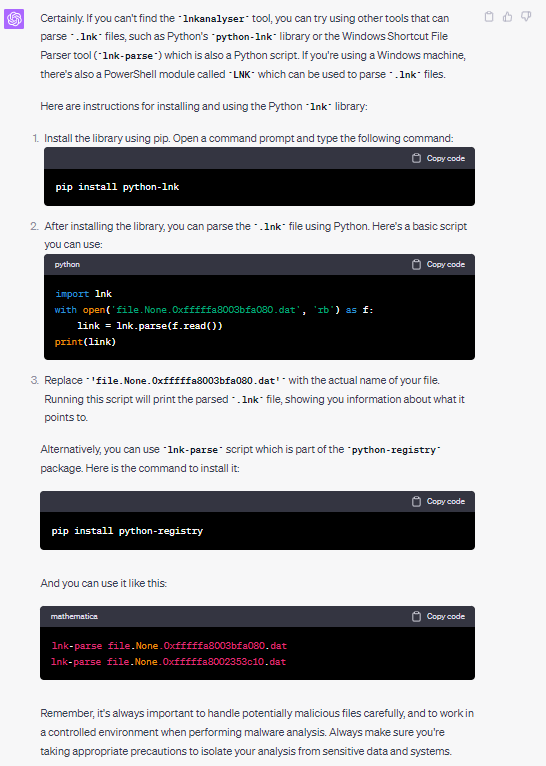 Certainly. If you can't find the `lnkanalyser` tool, you can try using other tools that can
parse `.lnk` files, such as Python's `python-lnk` library or the Windows Shortcut File
Parser tool (`lnk-parse`) which is also a Python script. If you're using a Windows machine,
there's also a PowerShell module called `LNK` which can be used to parse `.lnk` files.
Here are instructions for installing and using the Python `lnk` library:
1. Install the library using pip. Open a command prompt and type the following command:
Copy code
pip install python-lnk
2. After installing the library, you can parse the `.lnk` file using Python. Here's a basic script
you can use:
python Copy code
import lnk
with open('file.None.0xfffffa8003bfa080.dat', 'rb') as f:
    link = lnk.parse(f.read())
print(link)
3. Replace `'file.None.0xfffffa8003bfa080.dat'` with the actual name of your file.
Running this script will print the parsed `.lnk` file, showing you information about what it
points to.
Alternatively, you can use `lnk-parse` script which is part of the `python-registry`
package. Here is the command to install it:
Copy code
pip install python-registry
And you can use it like this:
mathematica Copy code
lnk-parse file.None.0xfffffa8003bfa080.dat
lnk-parse file.None.0xfffffa8002353c10.dat
Remember, it's always important to handle potentially malicious files carefully, and to work in
a controlled environment when performing malware analysis. Always make sure you're
taking appropriate precautions to isolate your analysis from sensitive data and systems.